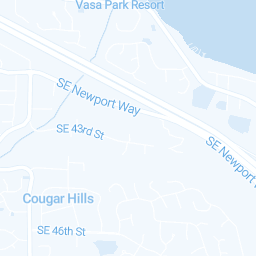 Vasa Park Resort
SE Newport Way
SE 43rd St
SE Newport W
Cougar Hills
SE 46th St